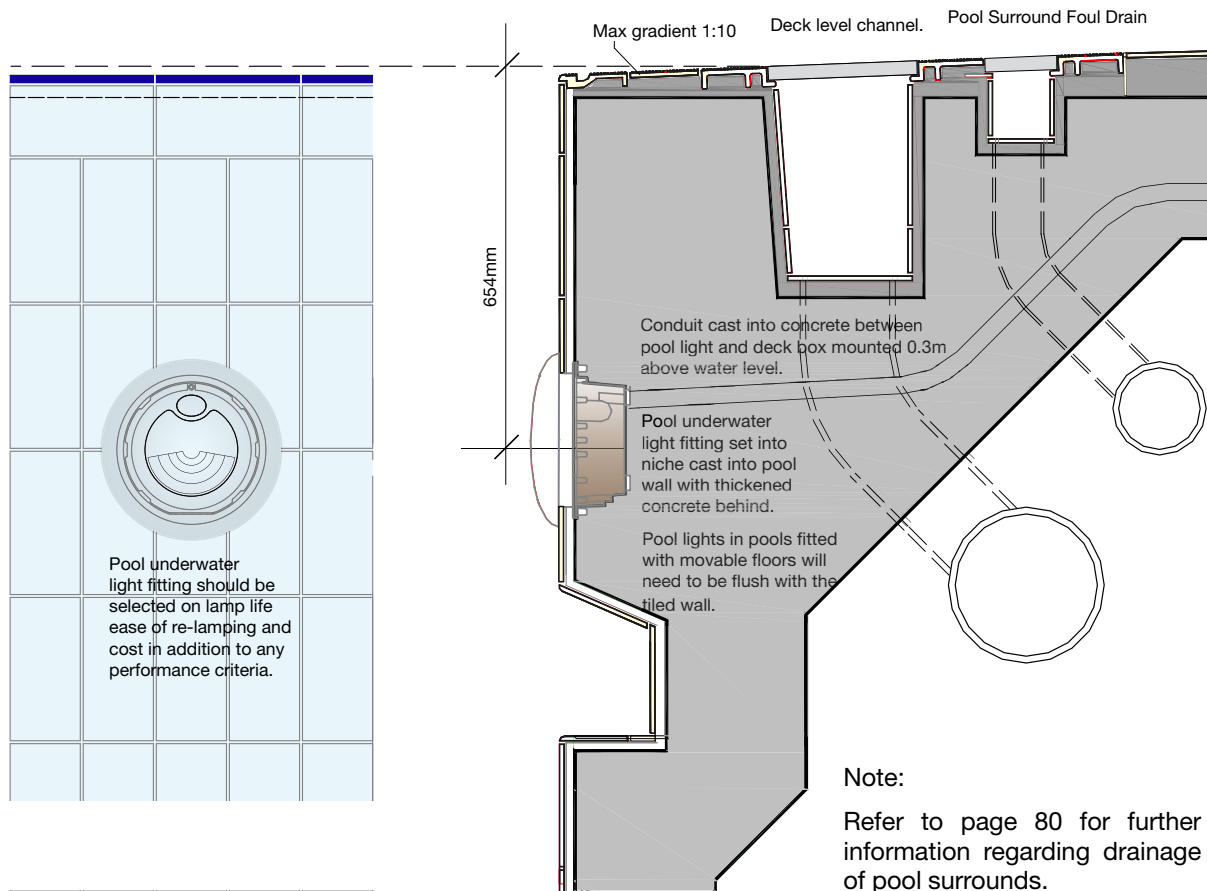 Max gradient 1:10
Deck level channel.
Pool Surround Foul Drain
654mm
Conduit cast into concrete between
pool light and deck box mounted 0.3m
above water level.
Pool underwater
light fitting set into
niche cast into pool
wall with thickened
concrete behind.
Pool lights in pools fitted
with movable floors will
need to be flush with the
tiled wall.
Pool underwater
light fitting should be
selected on lamp life
ease of re-lamping and
cost in addition to any
performance criteria.
Note:
Refer to page 80 for further
information regarding drainage
of pool surrounds.